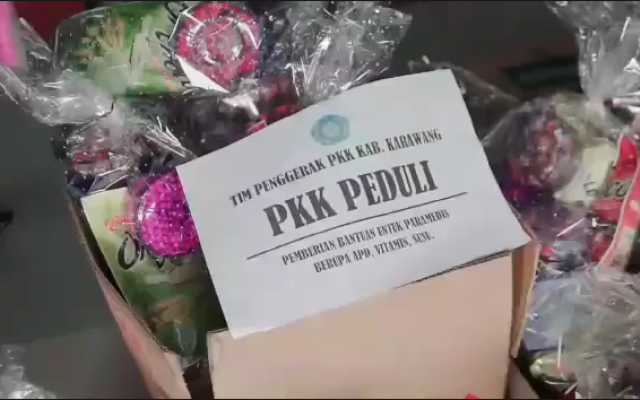 TIM PENGGERAK PKK KAB. KARAWANG
PKK PEDULI
PEMBERIAN BANTUAN UNTUK PARAMEDIS
BERUPA APD, VITAMIN, SUSU.